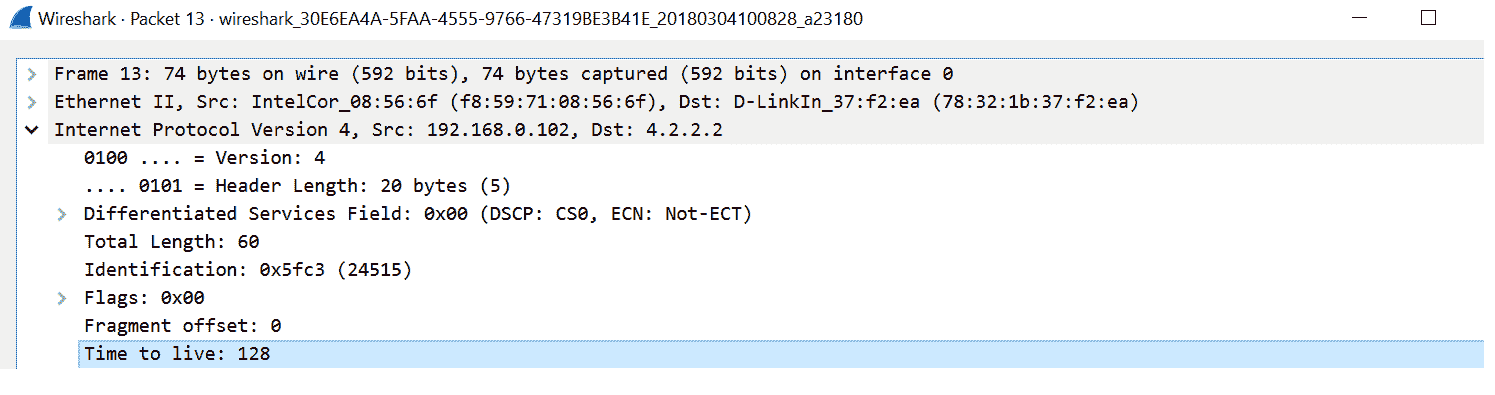 Wireshark · Packet 13 · wireshark_30E6EA4A-5FAA-4555-9766-47319BE3B41E_20180304100828_a23180
Frame 13: 74 bytes on wire (592 bits), 74 bytes captured (592 bits) on interface 0
Ethernet II, Src: IntelCor_08:56:6f (f8:59:71:08:56:6f), Dst: D-LinkIn_37:f2:ea (78:32:1b:37:f2:ea)
Internet Protocol Version 4, Src: 192.168.0.102, Dst: 4.2.2.2
0100 .... = Version: 4
.... 0101 = Header Length: 20 bytes (5)
Differentiated Services Field: 0x00 (DSCP: CS0, ECN: Not-ECT)
Total Length: 60
Identification: 0x5fc3 (24515)
Flags: 0x00
Fragment offset: 0
Time to live: 128